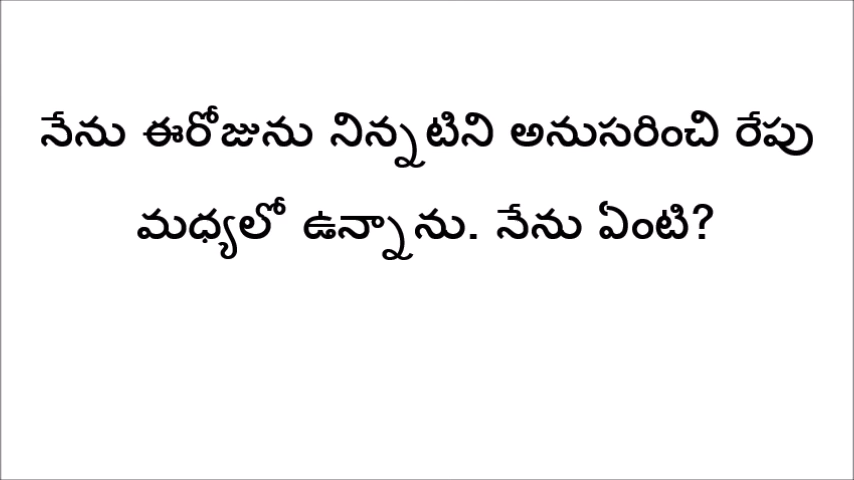 నేను ఈరోజును నిన్నటిని అనుసరించి రేపు
మధ్యలో ఉన్నాను. నేను ఏంటి?